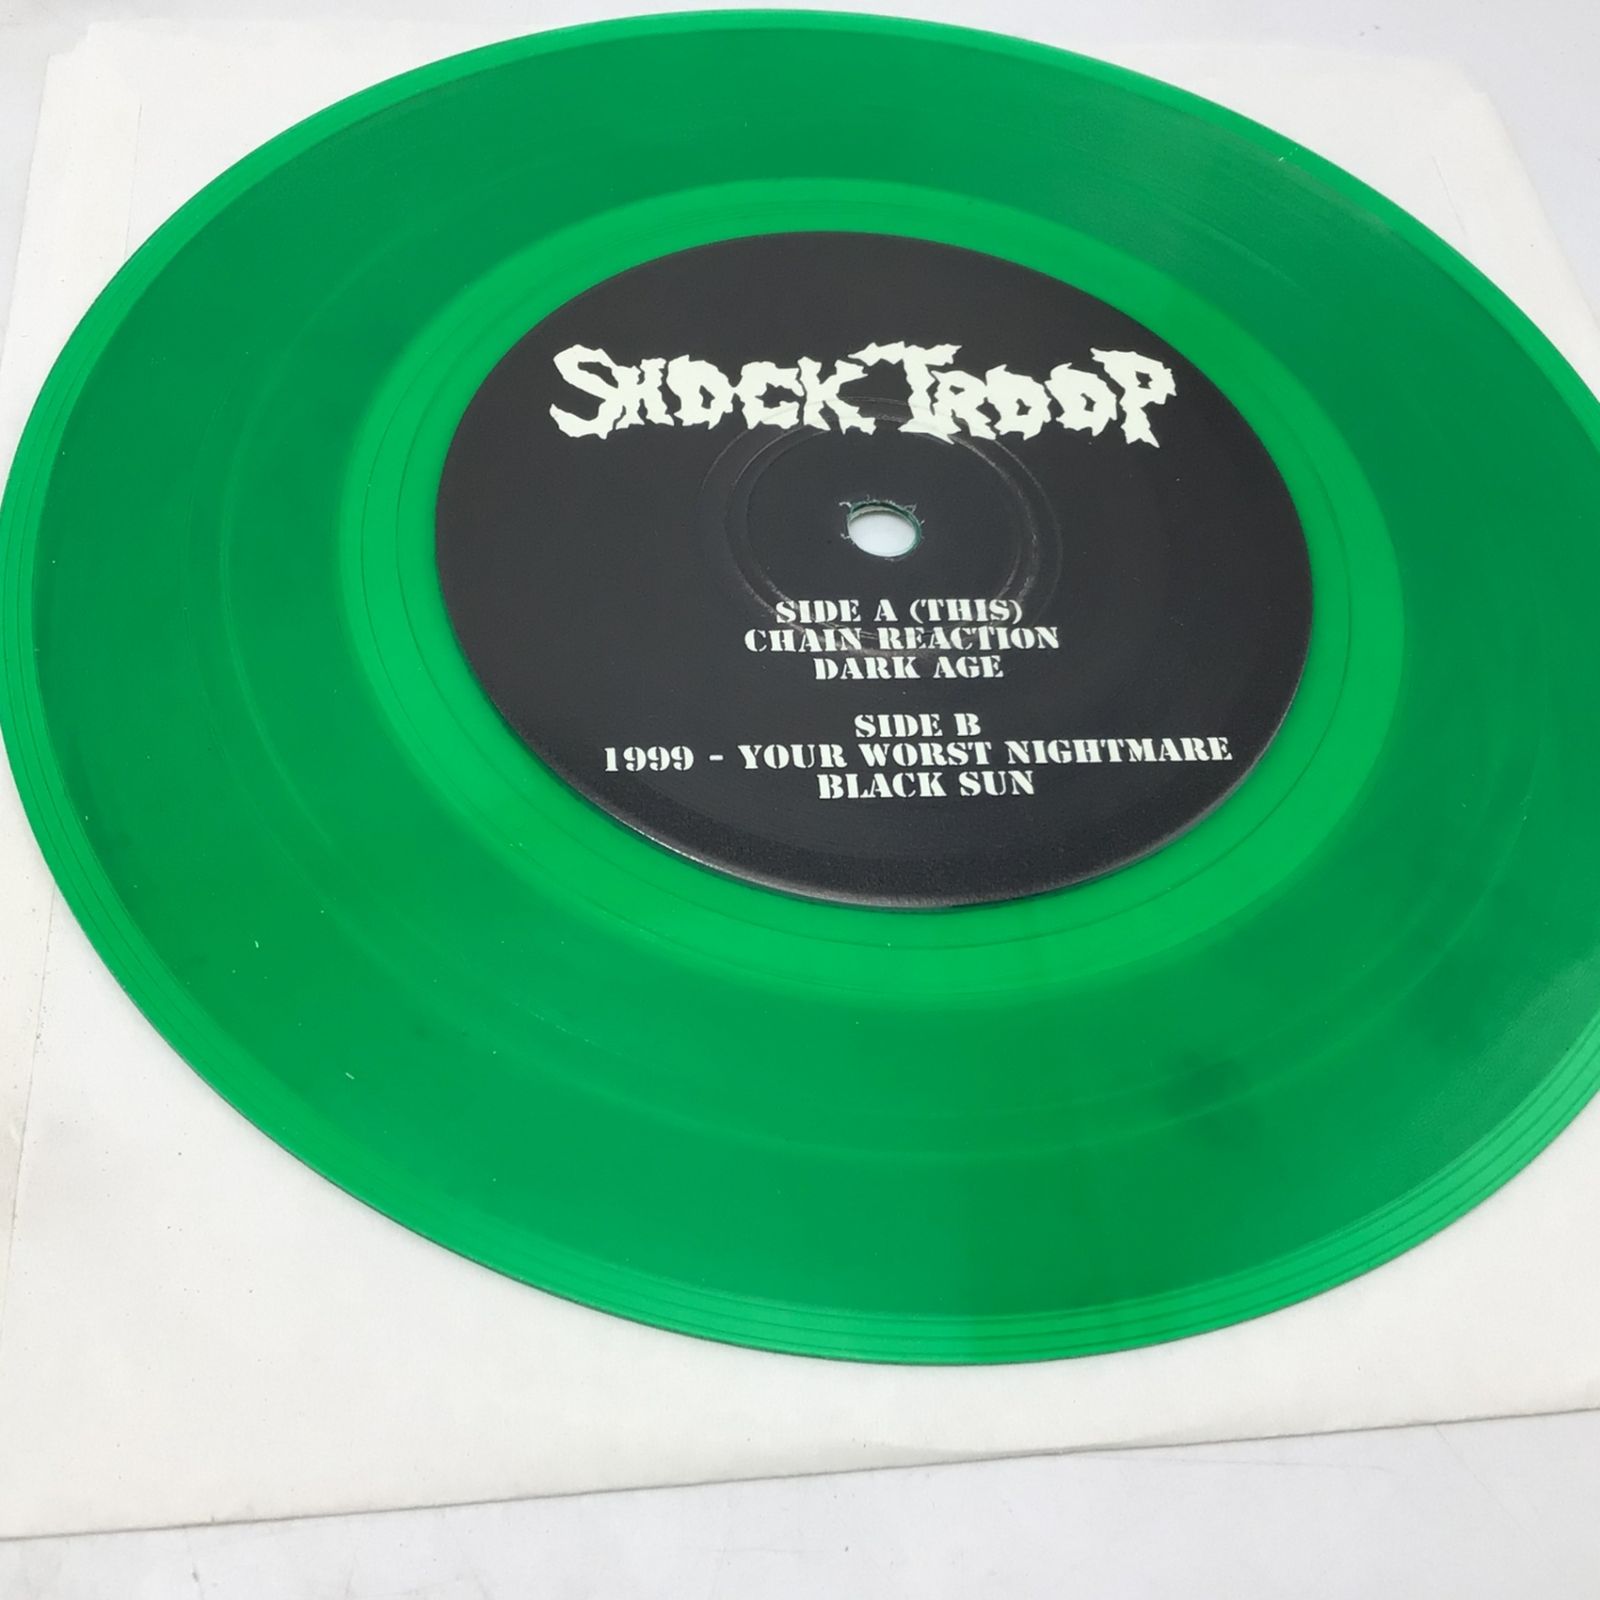 SHOCK TROOP
SIDE A (THIS)
CHAIN REACTION
DARK AGE
SIDE B
1999 - YOUR WORST NIGHTMARE
BLACK SUN